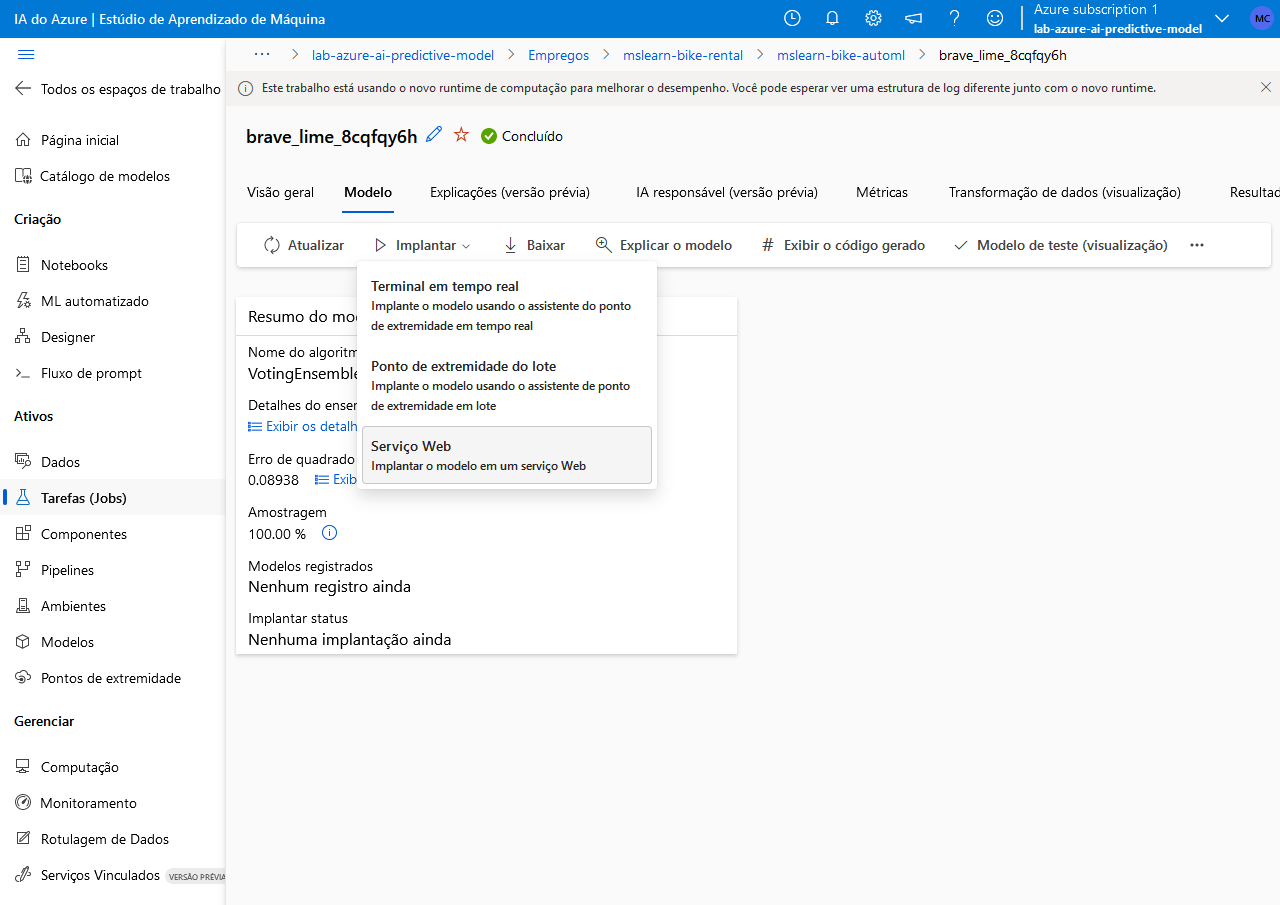 IA do Azure | Estúdio de Aprendizado de Máquina
Azure subscription 1
lab-azure-ai-predictive-model
MC
Todos os espaços de trabalho
Página inicial
Catálogo de modelos
Criação
Notebooks
ML automatizado
Designer
Fluxo de prompt
Ativos
Dados
Tarefas (Jobs)
Componentes
Pipelines
Ambientes
Modelos
Pontos de extremidade
Gerenciar
Computação
Monitoramento
Rotulagem de Dados
Serviços Vinculados VERSÃO PRÉVIA
··· > lab-azure-ai-predictive-model > Empregos > mslearn-bike-rental > mslearn-bike-automl > brave_lime_8cqfqy6h
Este trabalho está usando o novo runtime de computação para melhorar o desempenho. Você pode esperar ver uma estrutura de log diferente junto com o novo runtime.
brave_lime_8cqfqy6h Concluído
Visão geral Modelo Explicações (versão prévia) IA responsável (versão prévia) Métricas Transformação de dados (visualização) Resultad
Atualizar Implantar Baixar Explicar o modelo # Exibir o código gerado Modelo de teste (visualização) ···
Terminal em tempo real
Implante o modelo usando o assistente do ponto
de extremidade em tempo real
Ponto de extremidade do lote
Implante o modelo usando o assistente de ponto
de extremidade em lote
Serviço Web
Implantar o modelo em um serviço Web
Resumo do mod
Nome do algoritm
VotingEnsemble
Detalhes do enser
Exibir os detalh
Erro de quadrado
0.08938 Exib
Amostragem
100.00 %
Modelos registrados
Nenhum registro ainda
Implantar status
Nenhuma implantação ainda